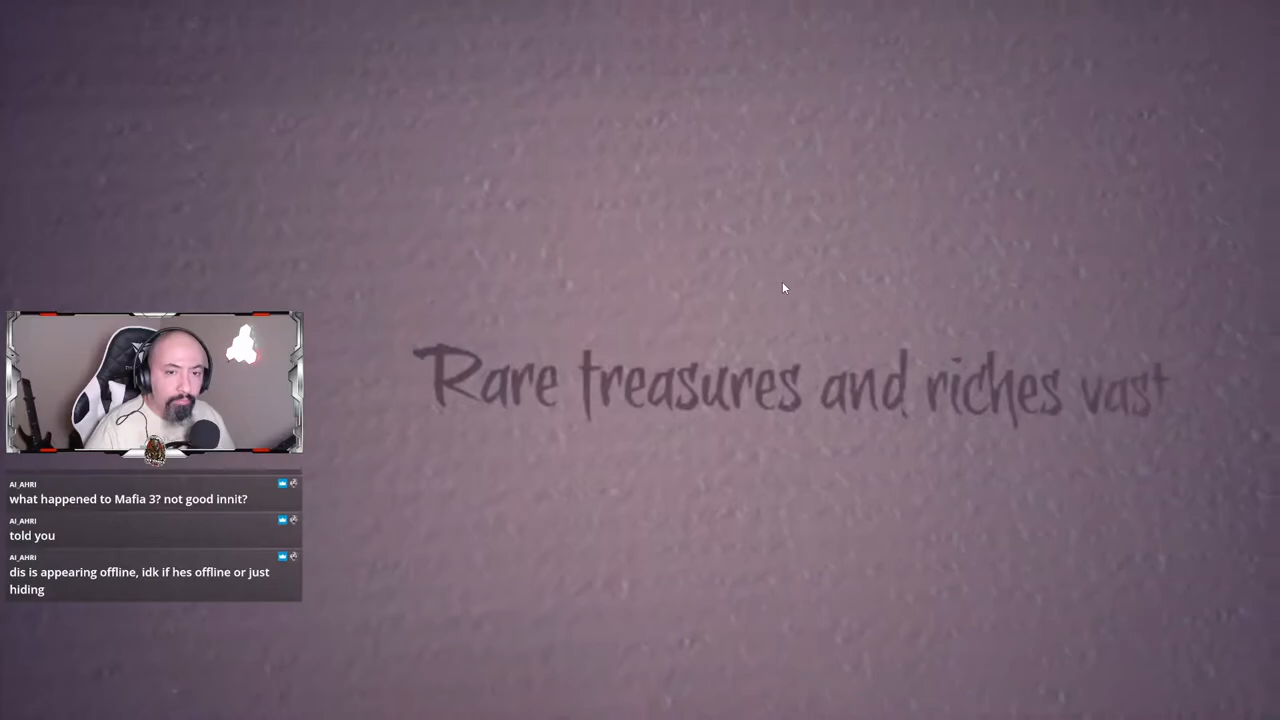 Rare treasures and riches vast
AI_AHRI
what happened to Mafia 3? not good innit?
AI_AHRI
told you
AI_AHRI
dis is appearing offline, idk if hes offline or just
hiding